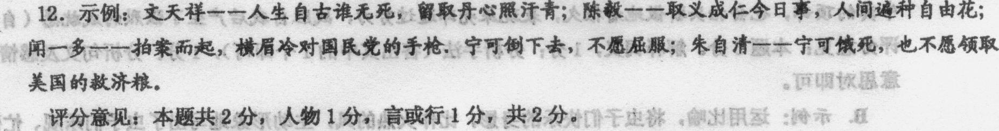 12. 示例：文天祥——人生自古谁无死，留取丹心照汗青；陈毅——取义成仁今日事，人间遍种自由花；
闻一多——拍案而起，横眉冷对国民党的手枪. 宁可倒下去，不愿屈服；朱自清——宁可饿死，也不愿领取
美国的救济粮。
评分意见：本题共 2 分，人物 1 分，言或行 1 分，共 2 分。